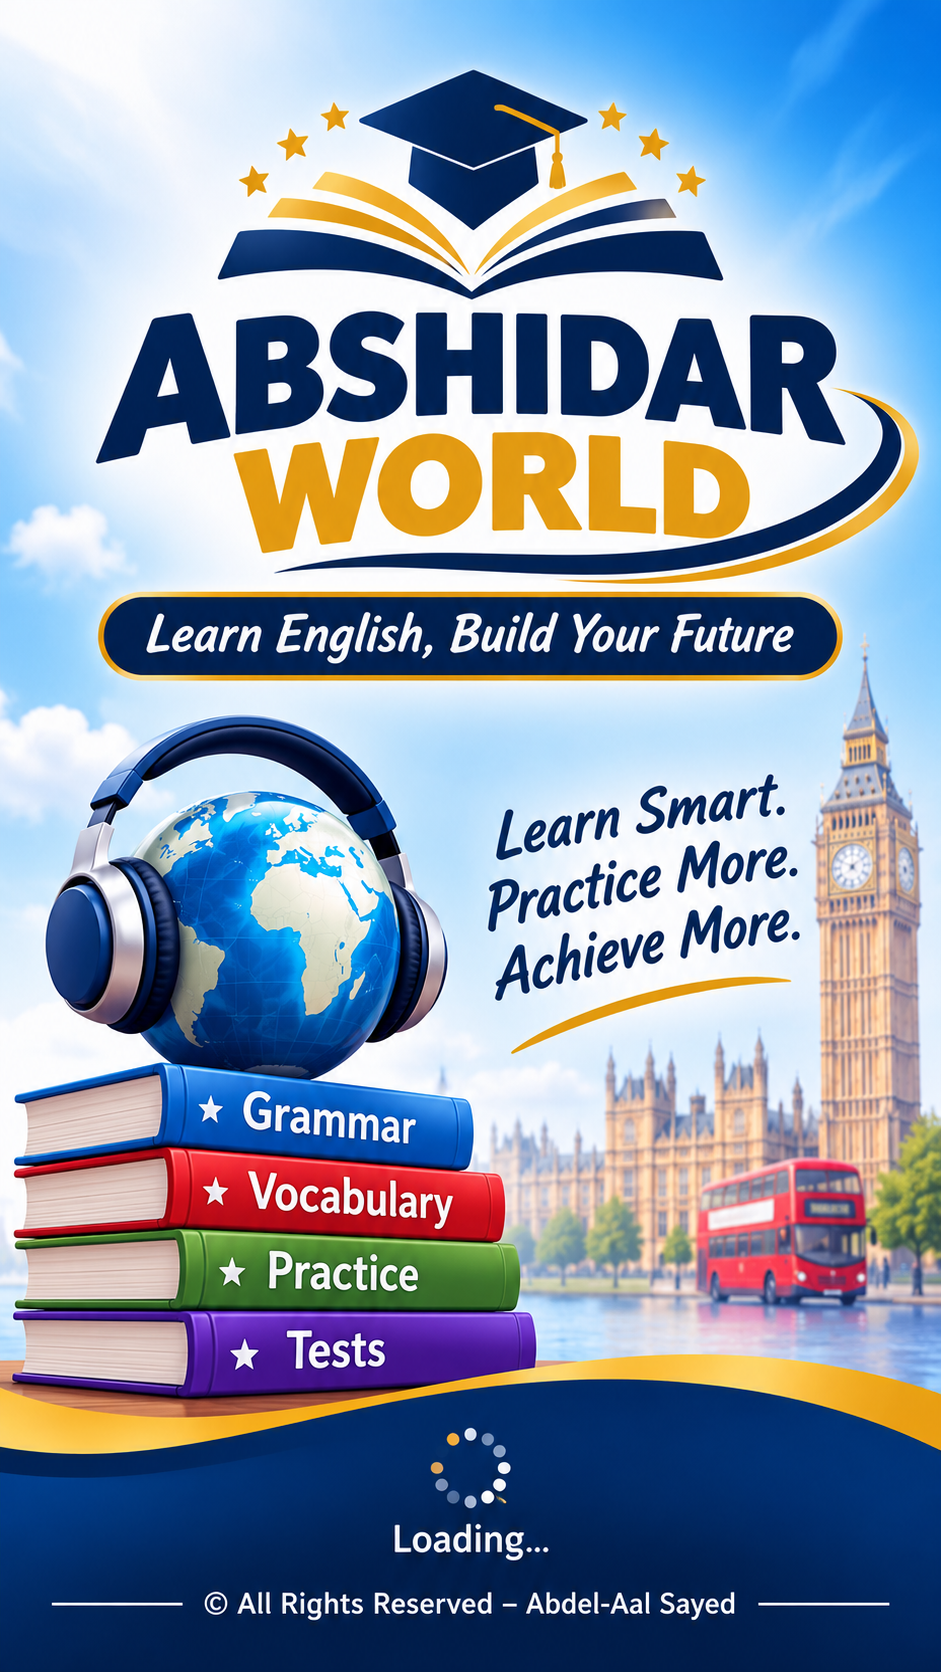 ABSHIDAR
WORLD
Learn English, Build Your Future
Learn Smart.
Practice More.
Achieve More.
Grammar
Vocabulary
Practice
Tests
Loading...
© All Rights Reserved – Abdel-Aal Sayed